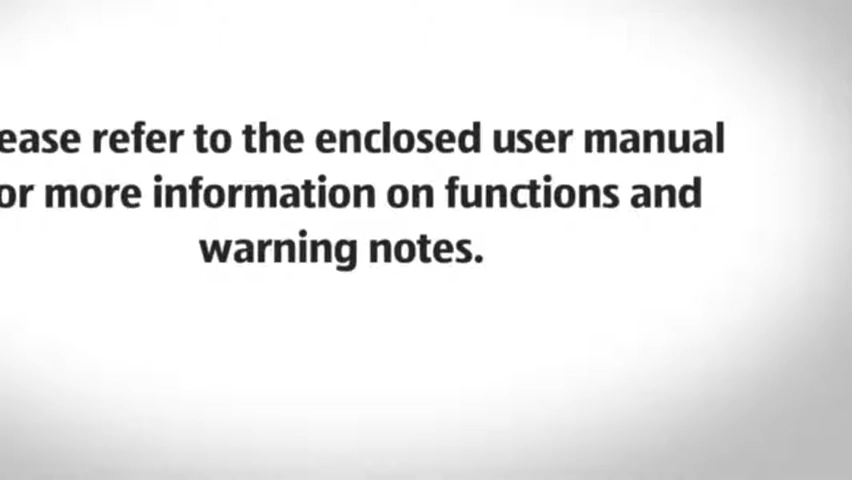 ease refer to the enclosed user manual
or more information on functions and
warning notes.